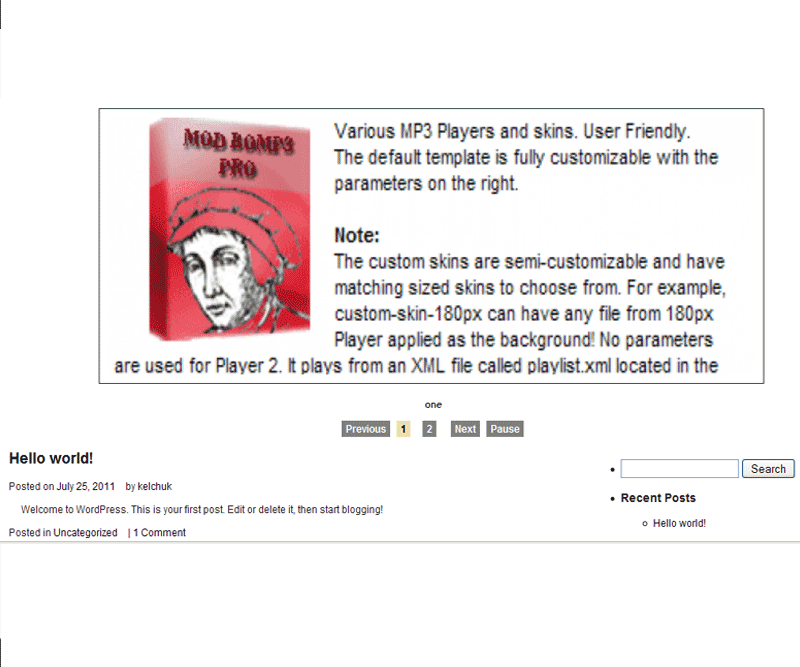 MOD BOMP3
PRO
Various MP3 Players and skins. User Friendly.
The default template is fully customizable with the
parameters on the right.
Note:
The custom skins are semi-customizable and have
matching sized skins to choose from. For example,
custom-skin-180px can have any file from 180px
Player applied as the background! No parameters
are used for Player 2. It plays from an XML file called playlist.xml located in the
one
Previous 1 2 Next Pause
Hello world!
Posted on July 25, 2011 by kelchuk
Welcome to WordPress. This is your first post. Edit or delete it, then start blogging!
Posted in Uncategorized | 1 Comment
Search
Recent Posts
Hello world!